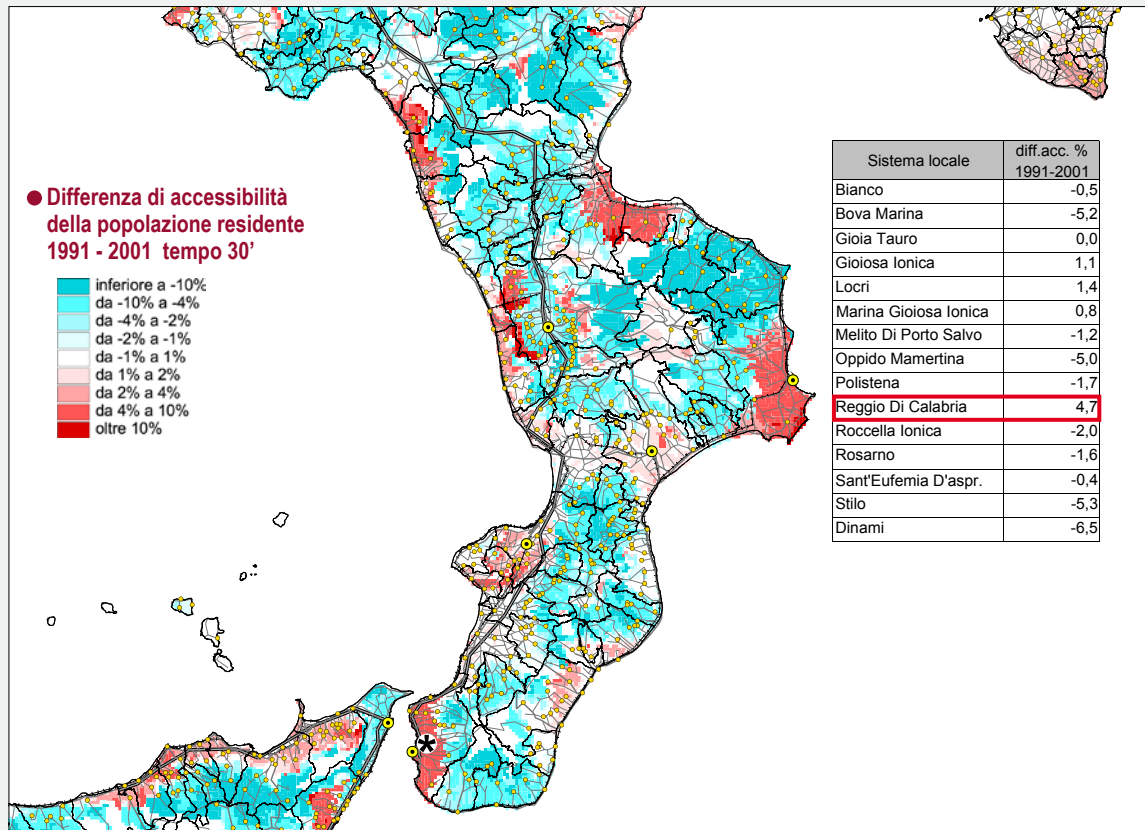 ● Differenza di accessibilità
della popolazione residente
1991 - 2001 tempo 30'
inferiore a -10%
da -10% a -4%
da -4% a -2%
da -2% a -1%
da -1% a 1%
da 1% a 2%
da 2% a 4%
da 4% a 10%
oltre 10%
Sistema locale diff.acc. % 1991-2001
Bianco -0,5
Bova Marina -5,2
Gioia Tauro 0,0
Gioiosa Ionica 1,1
Locri 1,4
Marina Gioiosa Ionica 0,8
Melito Di Porto Salvo -1,2
Oppido Mamertina -5,0
Polistena -1,7
Reggio Di Calabria 4,7
Roccella Ionica -2,0
Rosarno -1,6
Sant'Eufemia D'aspr. -0,4
Stilo -5,3
Dinami -6,5
*